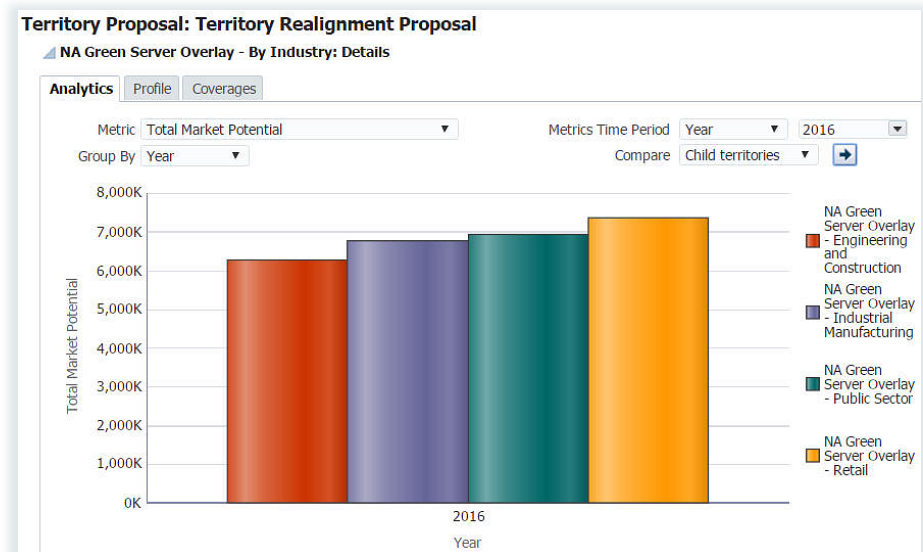 Territory Proposal: Territory Realignment Proposal
NA Green Server Overlay - By Industry: Details
Analytics Profile Coverages
Metric Total Market Potential Metrics Time Period Year 2016
Group By Year Compare Child territories
8,000K
7,000K
6,000K
5,000K
4,000K
3,000K
2,000K
1,000K
0K
Total Market Potential
2016
Year
NA Green
Server Overlay
- Engineering
and
Construction
NA Green
Server Overlay
- Industrial
Manufacturing
NA Green
Server Overlay
- Public Sector
NA Green
Server Overlay
- Retail